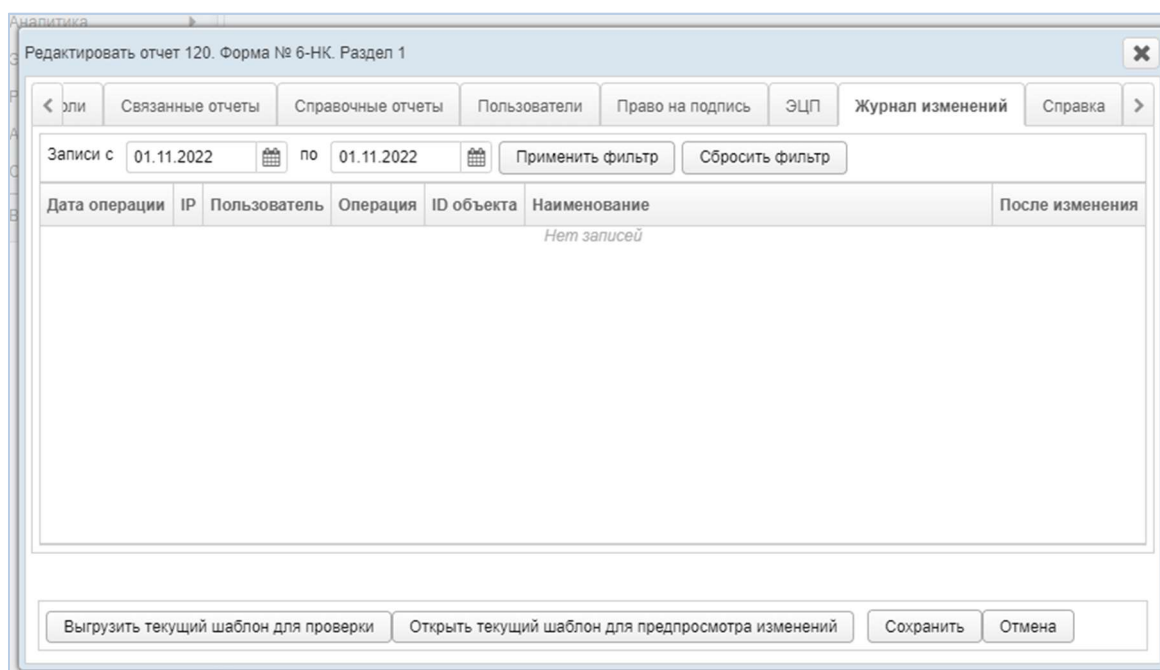 Аналитика
Редактировать отчет 120. Форма № 6-НК. Раздел 1
оли Связанные отчеты Справочные отчеты Пользователи Право на подпись ЭЦП Журнал изменений Справка
Записи с 01.11.2022 по 01.11.2022 Применить фильтр Сбросить фильтр
Дата операции IP Пользователь Операция ID объекта Наименование После изменения
Нет записей
Выгрузить текущий шаблон для проверки Открыть текущий шаблон для предпросмотра изменений Сохранить Отмена